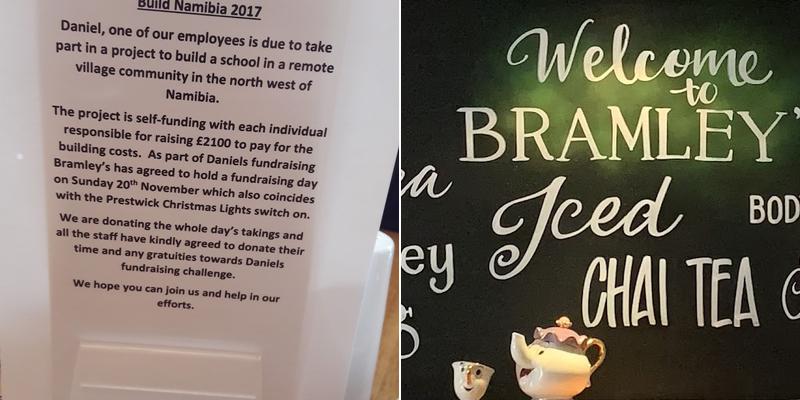 Build Namibia 2017
Daniel, one of our employees is due to take
part in a project to build a school in a remote
village community in the north west of
Namibia.
The project is self-funding with each individual
responsible for raising £2100 to pay for the
building costs. As part of Daniels fundraising
Bramley's has agreed to hold a fundraising day
on Sunday 20th November which also coincides
with the Prestwick Christmas Lights switch on.
We are donating the whole day's takings and
all the staff have kindly agreed to donate their
time and any gratuities towards Daniels
fundraising challenge.
We hope you can join us and help in our
efforts.
Welcome
to
BRAMLEY'
Iced
BOD
ey
CHAI TEA